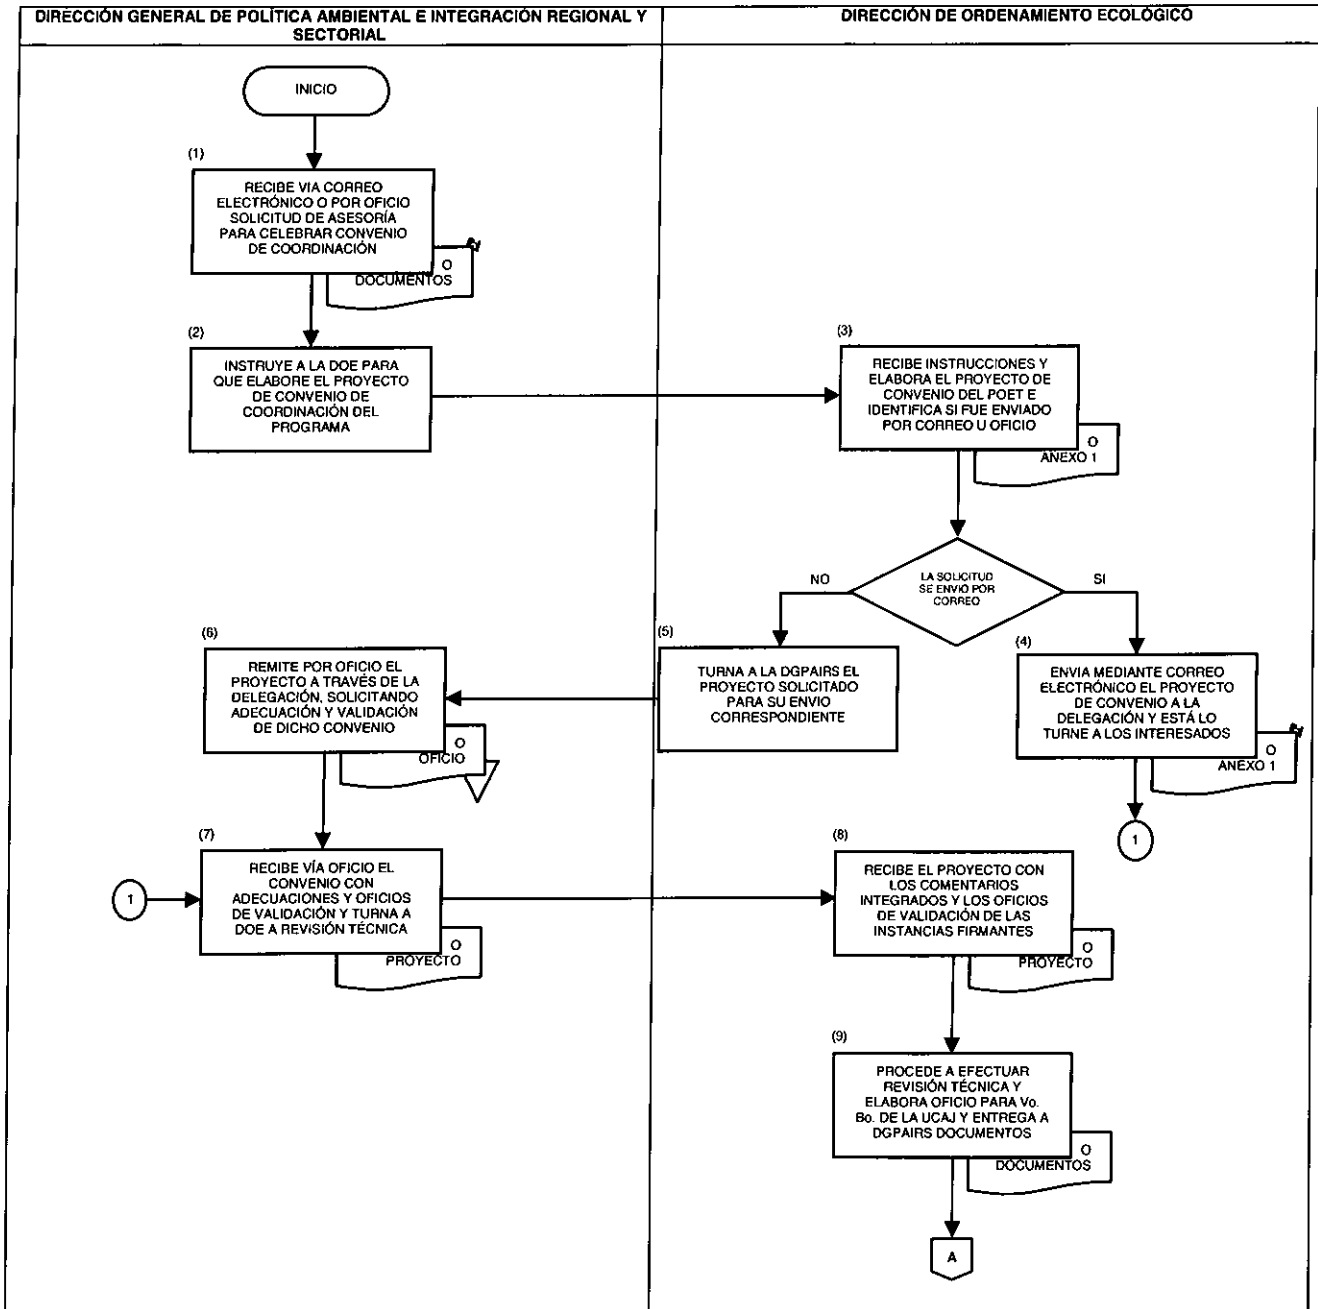 DIRECCIÓN GENERAL DE POLÍTICA AMBIENTAL E INTEGRACIÓN REGIONAL Y
SECTORIAL
DIRECCIÓN DE ORDENAMIENTO ECOLÓGICO
INICIO
(1)
RECIBE VIA CORREO
ELECTRÓNICO O POR OFICIO
SOLICITUD DE ASESORÍA
PARA CELEBRAR CONVENIO
DE COORDINACIÓN
O
DOCUMENTOS
(2)
INSTRUYE A LA DOE PARA
QUE ELABORE EL PROYECTO
DE CONVENIO DE
COORDINACIÓN DEL
PROGRAMA
(3)
RECIBE INSTRUCCIONES Y
ELABORA EL PROYECTO DE
CONVENIO DEL POET E
IDENTIFICA SI FUE ENVIADO
POR CORREO U OFICIO
O
ANEXO 1
LA SOLICITUD
SE ENVIO POR
CORREO
NO
SI
(4)
ENVIA MEDIANTE CORREO
ELECTRÓNICO EL PROYECTO
DE CONVENIO A LA
DELEGACIÓN Y ESTÁ LO
TURNE A LOS INTERESADOS
O
ANEXO 1
1
(5)
TURNA A LA DGPAIRS EL
PROYECTO SOLICITADO
PARA SU ENVIO
CORRESPONDIENTE
(6)
REMITE POR OFICIO EL
PROYECTO A TRAVÉS DE LA
DELEGACIÓN, SOLICITANDO
ADECUACIÓN Y VALIDACIÓN
DE DICHO CONVENIO
O
OFICIO
1
(7)
RECIBE VÍA OFICIO EL
CONVENIO CON
ADECUACIONES Y OFICIOS
DE VALIDACIÓN Y TURNA A
DOE A REVISIÓN TÉCNICA
O
PROYECTO
(8)
RECIBE EL PROYECTO CON
LOS COMENTARIOS
INTEGRADOS Y LOS OFICIOS
DE VALIDACIÓN DE LAS
INSTANCIAS FIRMANTES
O
PROYECTO
(9)
PROCEDE A EFECTUAR
REVISIÓN TÉCNICA Y
ELABORA OFICIO PARA Vo.
Bo. DE LA UCAJ Y ENTREGA A
DGPAIRS DOCUMENTOS
O
DOCUMENTOS
A